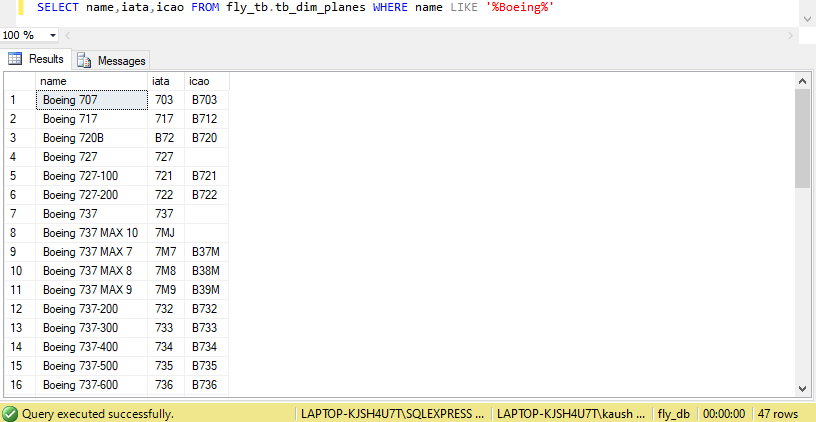 SELECT name,iata,icao FROM fly_tb.tb_dim_planes WHERE name LIKE '%Boeing%'
100 %
Results Messages
name iata icao
1 Boeing 707 703 B703
2 Boeing 717 717 B712
3 Boeing 720B B72 B720
4 Boeing 727 727
5 Boeing 727-100 721 B721
6 Boeing 727-200 722 B722
7 Boeing 737 737
8 Boeing 737 MAX 10 7MJ
9 Boeing 737 MAX 7 7M7 B37M
10 Boeing 737 MAX 8 7M8 B38M
11 Boeing 737 MAX 9 7M9 B39M
12 Boeing 737-200 732 B732
13 Boeing 737-300 733 B733
14 Boeing 737-400 734 B734
15 Boeing 737-500 735 B735
16 Boeing 737-600 736 B736
Query executed successfully. LAPTOP-KJSH4U7T\SQLEXPRESS ... LAPTOP-KJSH4U7T\kaush ... fly_db 00:00:00 47 rows